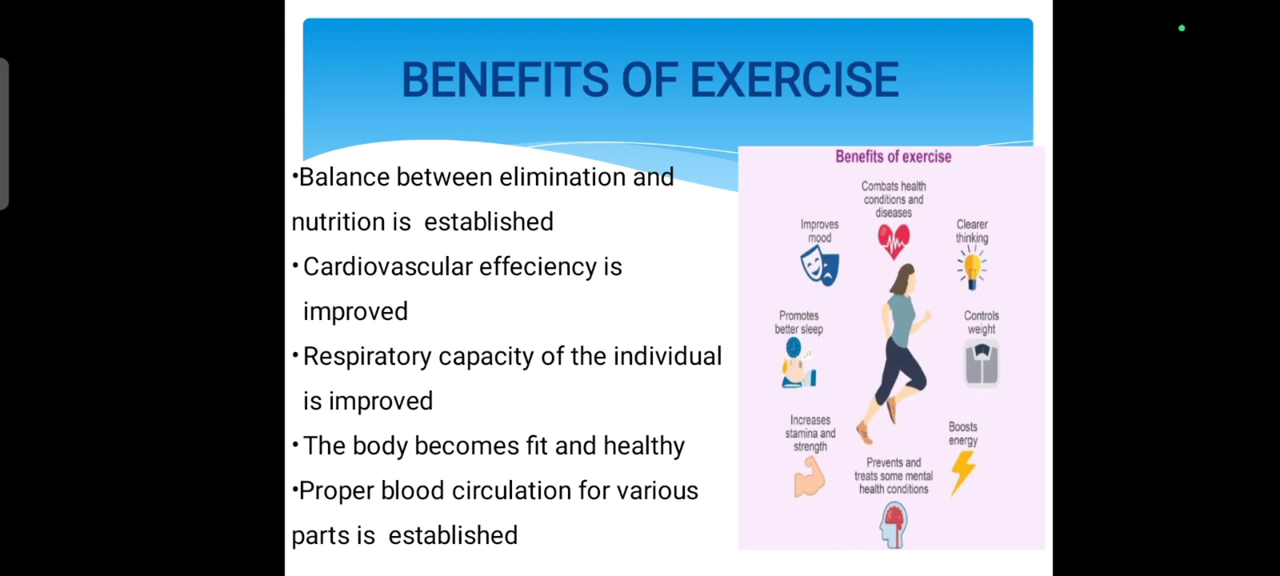 BENEFITS OF EXERCISE
•Balance between elimination and
nutrition is established
• Cardiovascular effeciency is
improved
• Respiratory capacity of the individual
is improved
• The body becomes fit and healthy
•Proper blood circulation for various
parts is established
Benefits of exercise
Combats health
conditions and
diseases
Improves
mood
Clearer
thinking
Promotes
better sleep
Controls
weight
Increases
stamina and
strength
Boosts
energy
Prevents and
treats some mental
health conditions